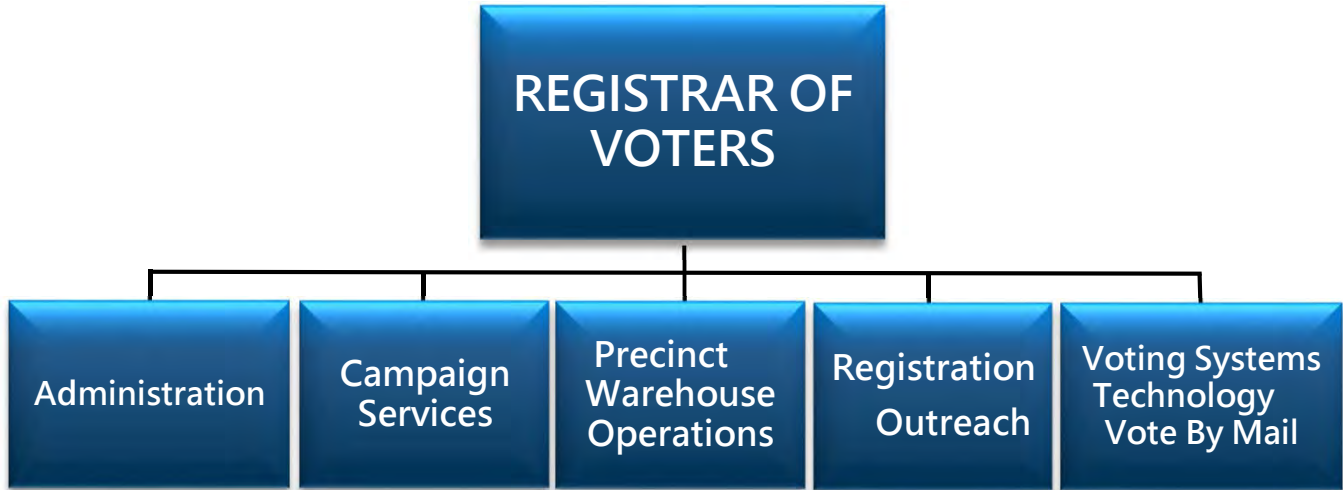 REGISTRAR OF
VOTERS
Administration
Campaign
Services
Precinct
Warehouse
Operations
Registration
Outreach
Voting Systems
Technology
Vote By Mail